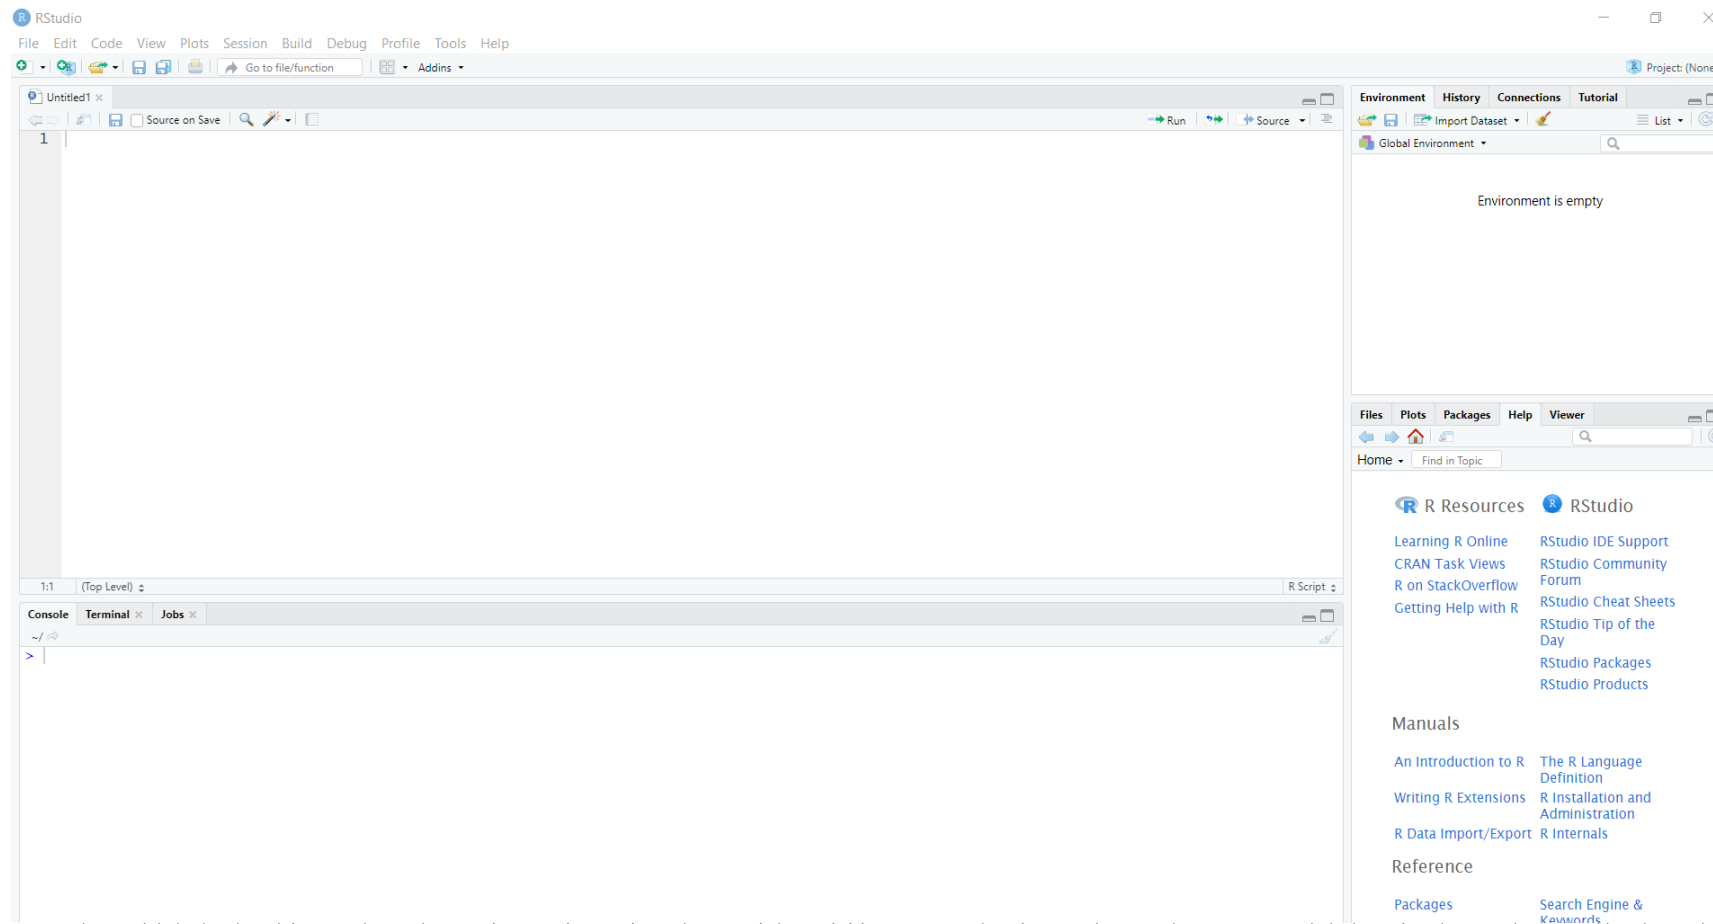 RStudio
File Edit Code View Plots Session Build Debug Profile Tools Help
Go to file/function Addins
Project: (None
Untitled1
Source on Save Run Source
1
1:1 (Top Level) R Script
Console Terminal Jobs
~/
>
Environment History Connections Tutorial
Import Dataset List
Global Environment
Environment is empty
Files Plots Packages Help Viewer
Home Find in Topic
R Resources RStudio
Learning R Online
CRAN Task Views
R on StackOverflow
Getting Help with R
RStudio IDE Support
RStudio Community
Forum
RStudio Cheat Sheets
RStudio Tip of the
Day
RStudio Packages
RStudio Products
Manuals
An Introduction to R
The R Language
Definition
Writing R Extensions
R Installation and
Administration
R Data Import/Export
R Internals
Reference
Packages
Search Engine &
Keywords